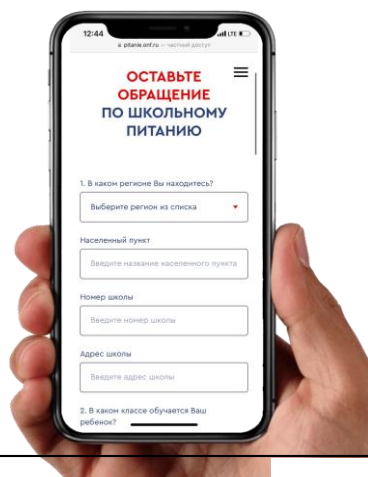 12:44
LTE
pitanie.onf.ru — частный доступ
ОСТАВЬТЕ
ОБРАЩЕНИЕ
ПО ШКОЛЬНОМУ
ПИТАНИЮ
1. В каком регионе Вы находитесь?
Выберите регион из списка
Населенный пункт
Введите название населенного пункта
Номер школы
Введите номер школы
Адрес школы
Введите адрес школы
2. В каком классе обучается Ваш
ребенок?